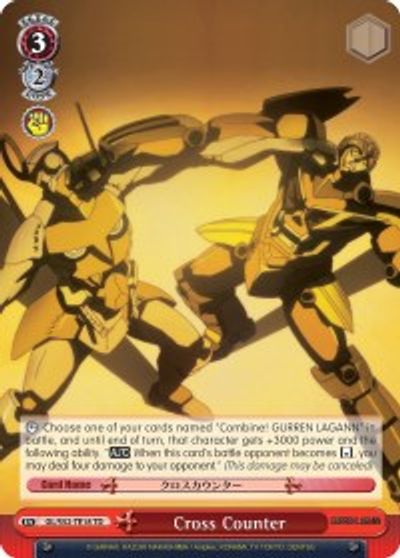 3
2
Choose one of your cards named "Combine! GURREN LAGANN" in
battle, and until end of turn, that character gets +3000 power and the
following ability. "AUTO When this card's battle opponent becomes, you
may deal four damage to your opponent." (This damage may be canceled)
Card Name クロスカウンター
Cross Counter
GURREN LAGANN